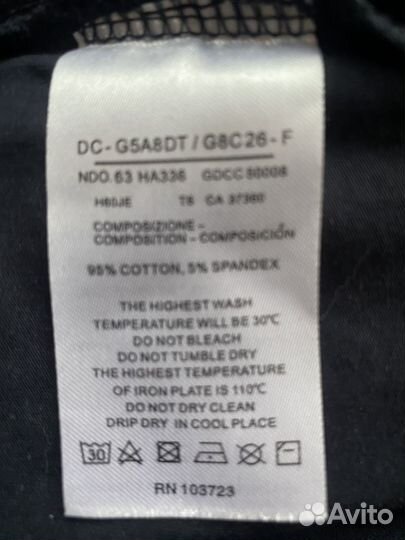 DC-G5A8DT / G8C26-F
NDO.63 HA336 GDCC 80008
H60JE T6 CA 37360
COMPOSIZIONE -
COMPOSITION - COMPOSICIÓN
95% COTTON, 5% SPANDEX
THE HIGHEST WASH
TEMPERATURE WILL BE 30℃
DO NOT BLEACH
DO NOT TUMBLE DRY
THE HIGHEST TEMPERATURE
OF IRON PLATE IS 110℃
DO NOT DRY CLEAN
DRIP DRY IN COOL PLACE
30
RN 103723
Avito